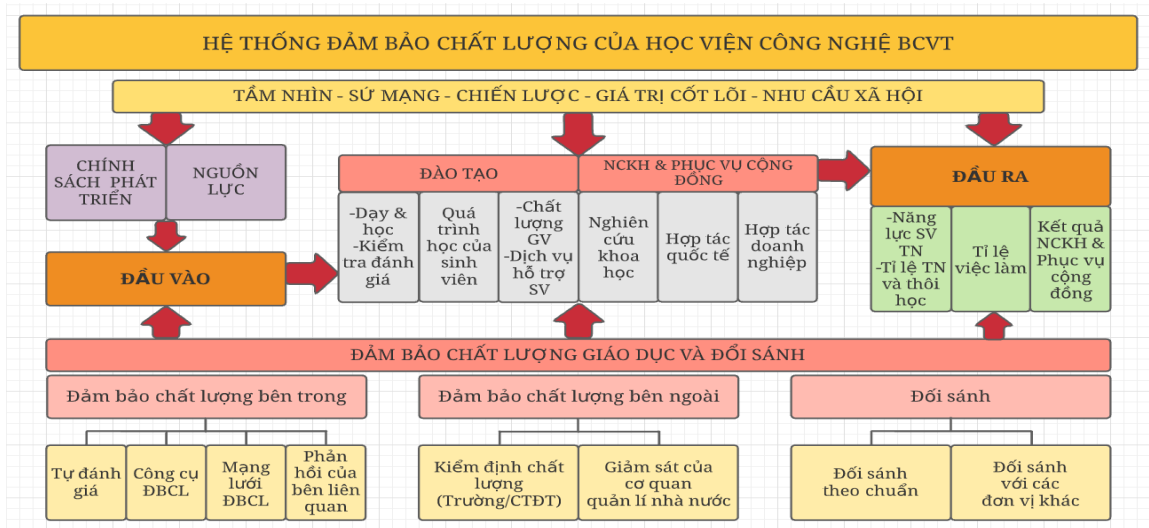 HỆ THỐNG ĐẢM BẢO CHẤT LƯỢNG CỦA HỌC VIỆN CÔNG NGHỆ BCVT
TẦM NHÌN - SỨ MẠNG - CHIẾN LƯỢC - GIÁ TRỊ CỐT LÕI - NHU CẦU XÃ HỘI
CHÍNH
SÁCH PHÁT
TRIỂN
NGUỒN
LỰC
ĐẦU VÀO
ĐÀO TẠO
NCKH & PHỤC VỤ CỘNG
ĐỒNG
-Dạy &
học
-Kiểm
tra đánh
giá
Quá
trình
học của
sinh
viên
-Chất
lượng
GV
-Dịch vụ
hỗ trợ
SV
Nghiên
cứu khoa
học
Hợp tác
quốc tế
Hợp tác
doanh
nghiệp
ĐẦU RA
-Năng
lực SV
TN
-Tỉ lệ TN
và thôi
học
Tỉ lệ
việc làm
Kết quả
NCKH &
Phục vụ
cộng
đồng
ĐẢM BẢO CHẤT LƯỢNG GIÁO DỤC VÀ ĐỔI SÁNH
Đảm bảo chất lượng bên trong
Tự đánh
giá
Công cụ
ĐBCL
Mạng
lưới
ĐBCL
Phản
hồi của
bên liên
quan
Đảm bảo chất lượng bên ngoài
Kiểm định chất
lượng
(Trường/CTĐT)
Giảm sát của
cơ quan
quản lí nhà nước
Đối sánh
Đối sánh
theo chuẩn
Đối sánh
với các
đơn vị khác